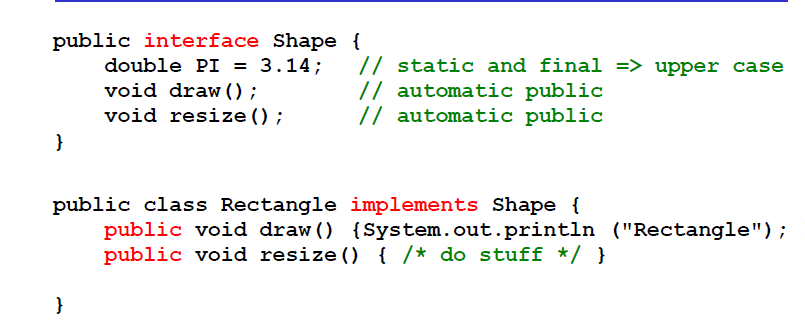 public interface Shape {
    double PI = 3.14;   // static and final => upper case
    void draw();        // automatic public
    void resize();      // automatic public
}
public class Rectangle implements Shape {
    public void draw() {System.out.println ("Rectangle");
    public void resize() { /* do stuff */ }
}